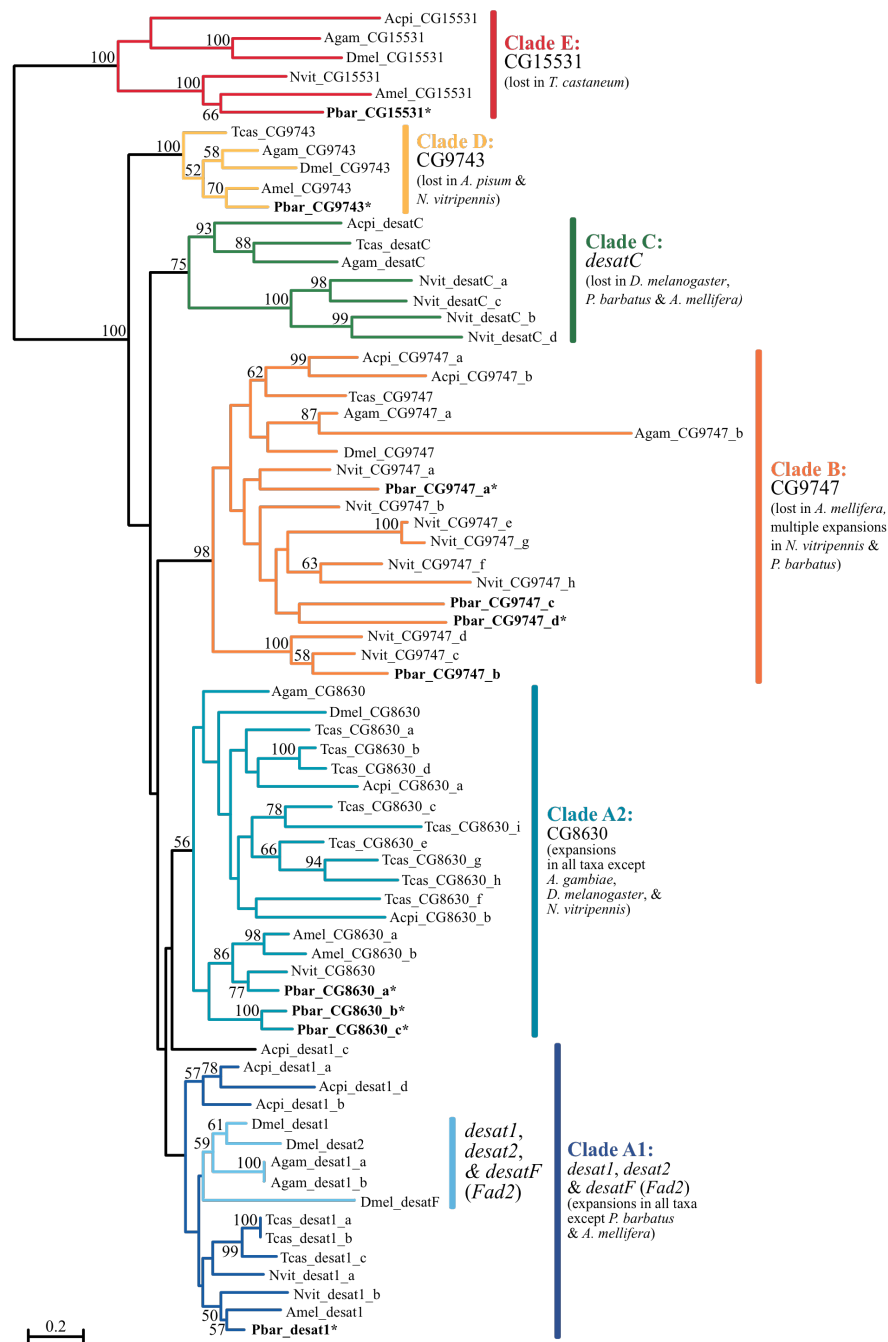 Acpi_CG15531
100
Agam_CG15531
Dmel_CG15531
100
100
Nvit_CG15531
Amel_CG15531
66
Pbar_CG15531*
Clade E:
CG15531
(lost in T. castaneum)
Tcas_CG9743
100
58
Agam_CG9743
52
Dmel_CG9743
70
Amel_CG9743
Pbar_CG9743*
Clade D:
CG9743
(lost in A. pisum &
N. vitripennis)
93
Acpi_desatC
88
Tcas_desatC
Agam_desatC
75
98
Nvit_desatC_a
100
Nvit_desatC_c
99
Nvit_desatC_b
Nvit_desatC_d
Clade C:
desatC
(lost in D. melanogaster,
P. barbatus & A. mellifera)
100
99
Acpi_CG9747_a
62
Acpi_CG9747_b
Tcas_CG9747
87
Agam_CG9747_a
Agam_CG9747_b
Dmel_CG9747
Nvit_CG9747_a
Pbar_CG9747_a*
Nvit_CG9747_b
100
Nvit_CG9747_e
Nvit_CG9747_g
98
63
Nvit_CG9747_f
Nvit_CG9747_h
Pbar_CG9747_c
Pbar_CG9747_d*
100
Nvit_CG9747_d
58
Nvit_CG9747_c
Pbar_CG9747_b
Clade B:
CG9747
(lost in A. mellifera,
multiple expansions
in N. vitripennis &
P. barbatus)
Agam_CG8630
Dmel_CG8630
Tcas_CG8630_a
100
Tcas_CG8630_b
Tcas_CG8630_d
Acpi_CG8630_a
78
Tcas_CG8630_c
Tcas_CG8630_i
56
66
Tcas_CG8630_e
94
Tcas_CG8630_g
Tcas_CG8630_h
Tcas_CG8630_f
Acpi_CG8630_b
98
Amel_CG8630_a
86
Amel_CG8630_b
Nvit_CG8630
77
Pbar_CG8630_a*
100
Pbar_CG8630_b*
Pbar_CG8630_c*
Clade A2:
CG8630
(expansions
in all taxa except
A. gambiae,
D. melanogaster, &
N. vitripennis)
Acpi_desat1_c
57
78
Acpi_desat1_a
Acpi_desat1_d
Acpi_desat1_b
61
Dmel_desat1
59
Dmel_desat2
100
Agam_desat1_a
Agam_desat1_b
Dmel_desatF
desat1,
desat2,
& desatF
(Fad2)
100
Tcas_desat1_a
Tcas_desat1_b
99
Tcas_desat1_c
Nvit_desat1_a
Nvit_desat1_b
50
Amel_desat1
57
Pbar_desat1*
Clade A1:
desat1, desat2
& desatF (Fad2)
(expansions in all taxa
except P. barbatus
& A. mellifera)
0.2